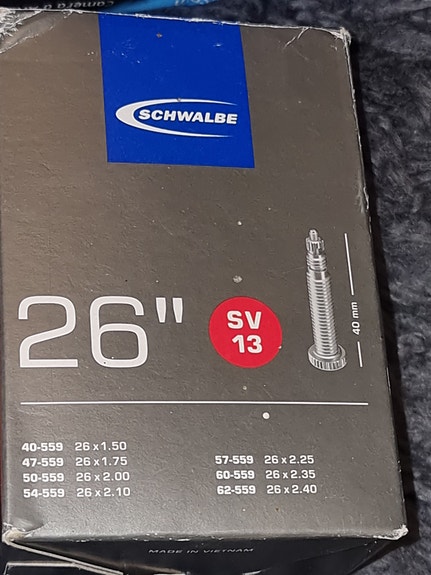 SCHWALBE
26"
SV
13
40 mm
40-559 26 x 1.50
47-559 26 x 1.75
50-559 26 x 2.00
54-559 26 x 2.10
57-559 26 x 2.25
60-559 26 x 2.35
62-559 26 x 2.40
MADE IN VIETNAM